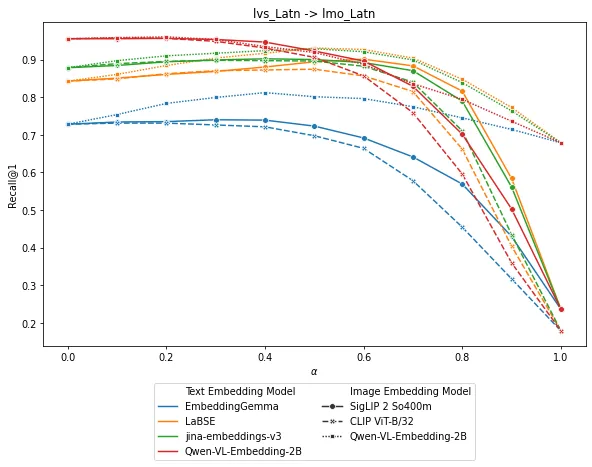 lvs_Latn -> lmo_Latn
Recall@1
0.9
0.8
0.7
0.6
0.5
0.4
0.3
0.2
0.0 0.2 0.4 0.6 0.8 1.0
α
Text Embedding Model
EmbeddingGemma
LaBSE
jina-embeddings-v3
Qwen-VL-Embedding-2B
Image Embedding Model
SigLIP 2 So400m
CLIP ViT-B/32
Qwen-VL-Embedding-2B